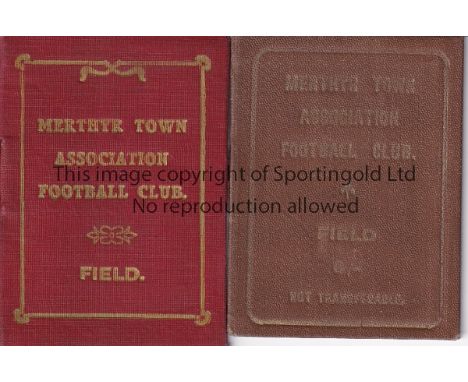 MERTHYR TOWN
ASSOCIATION
FOOTBALL CLUB.
FIELD.
MERTHYR TOWN
ASSOCIATION
FOOTBALL CLUB.
FIELD
NOT TRANSFERABLE.
This image copyright of Sportingold Ltd
No reproduction allowed